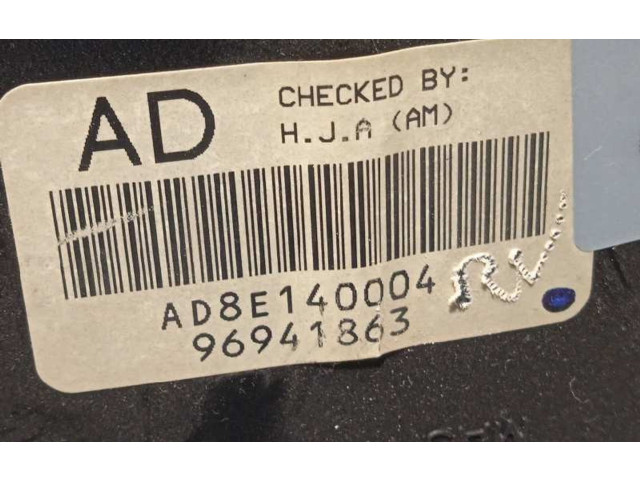 AD
CHECKED BY:
H.J.A (AM)
AD8E140004
96941863